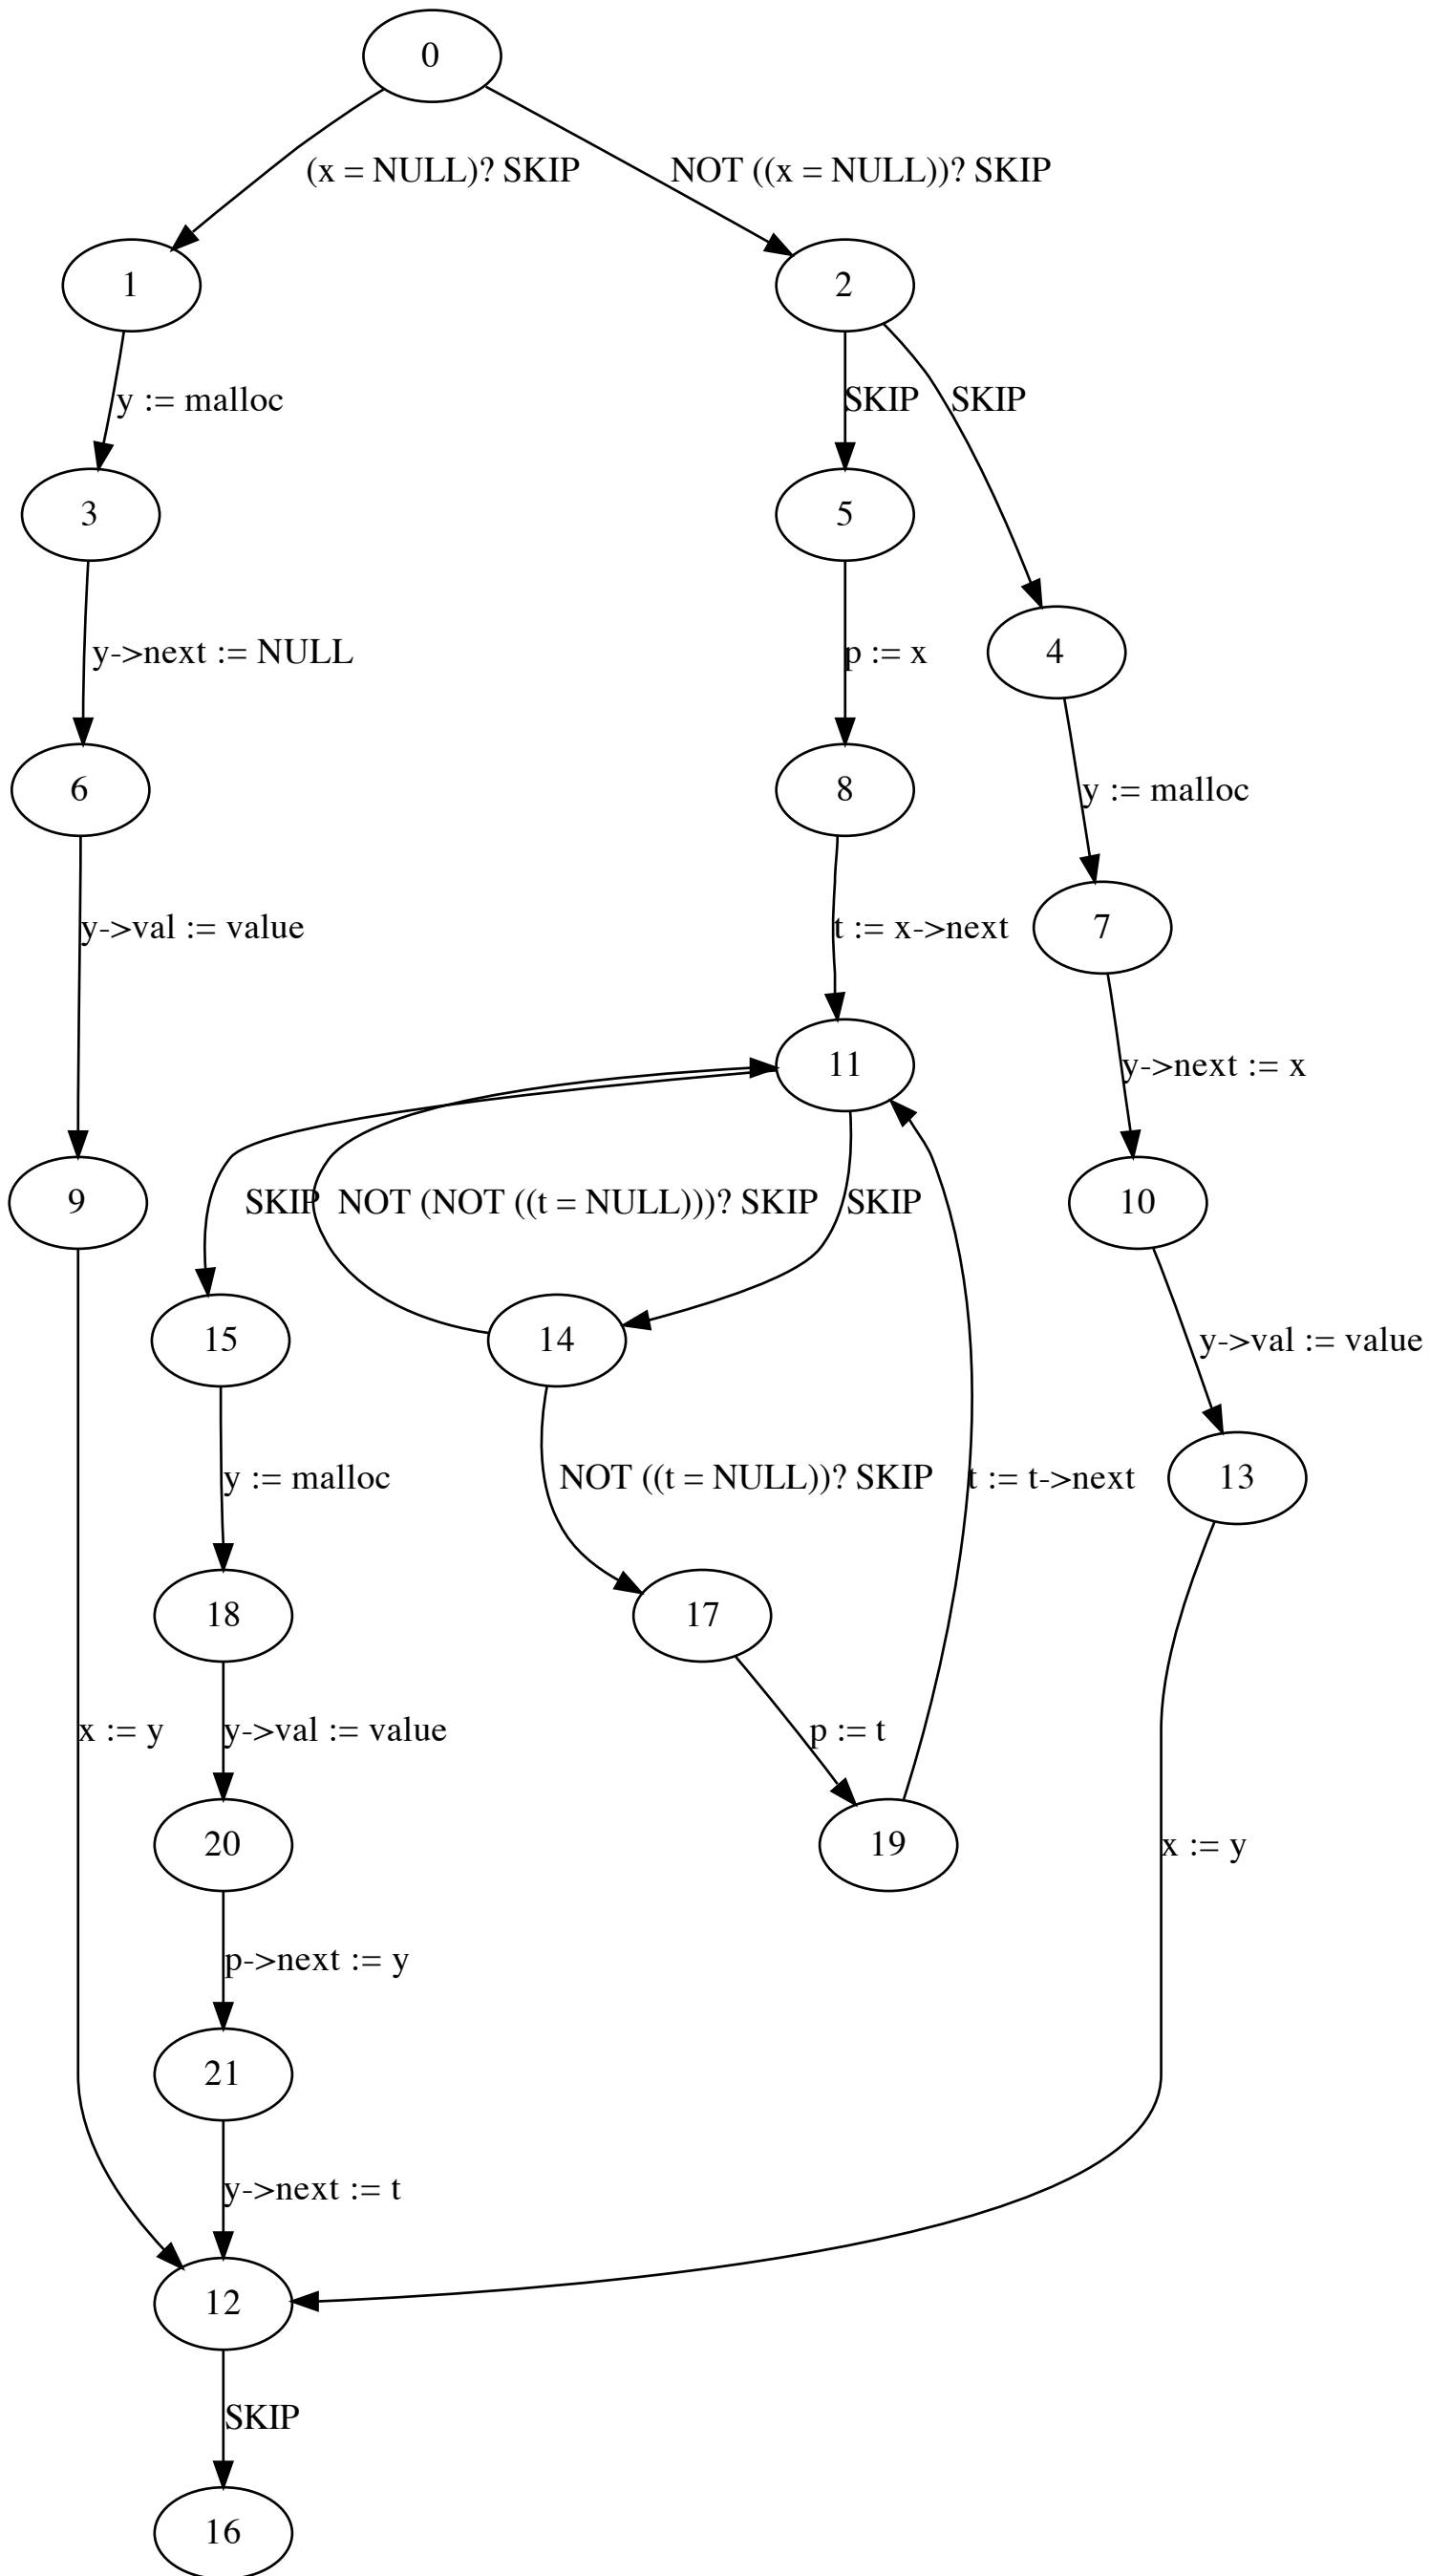 0
(x = NULL)? SKIP
NOT ((x = NULL))? SKIP
1
2
y := malloc
SKIP
SKIP
3
5
y->next := NULL
p := x
4
6
8
y := malloc
y->val := value
t := x->next
7
11
y->next := x
9
SKIP
NOT (NOT ((t = NULL)))? SKIP
SKIP
10
15
14
y->val := value
y := malloc
NOT ((t = NULL))? SKIP
t := t->next
13
18
17
x := y
y->val := value
p := t
20
19
x := y
p->next := y
21
y->next := t
12
SKIP
16